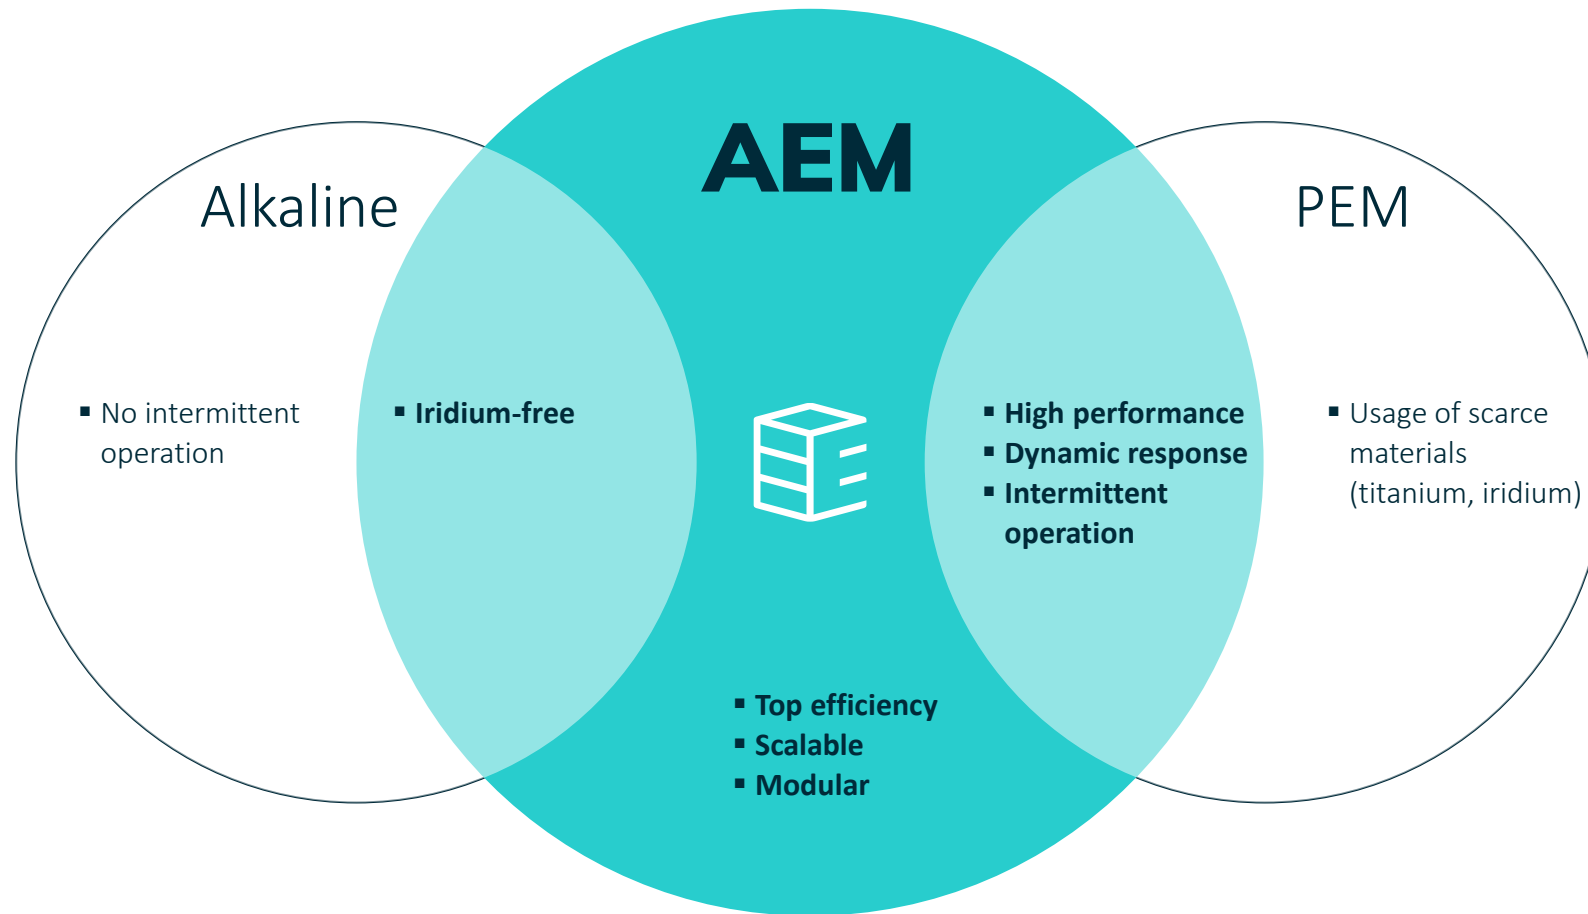 AEM
Alkaline
PEM
▪ No intermittent
operation
▪ Iridium-free
▪ High performance
▪ Dynamic response
▪ Intermittent
operation
▪ Usage of scarce
materials
(titanium, iridium)
▪ Top efficiency
▪ Scalable
▪ Modular